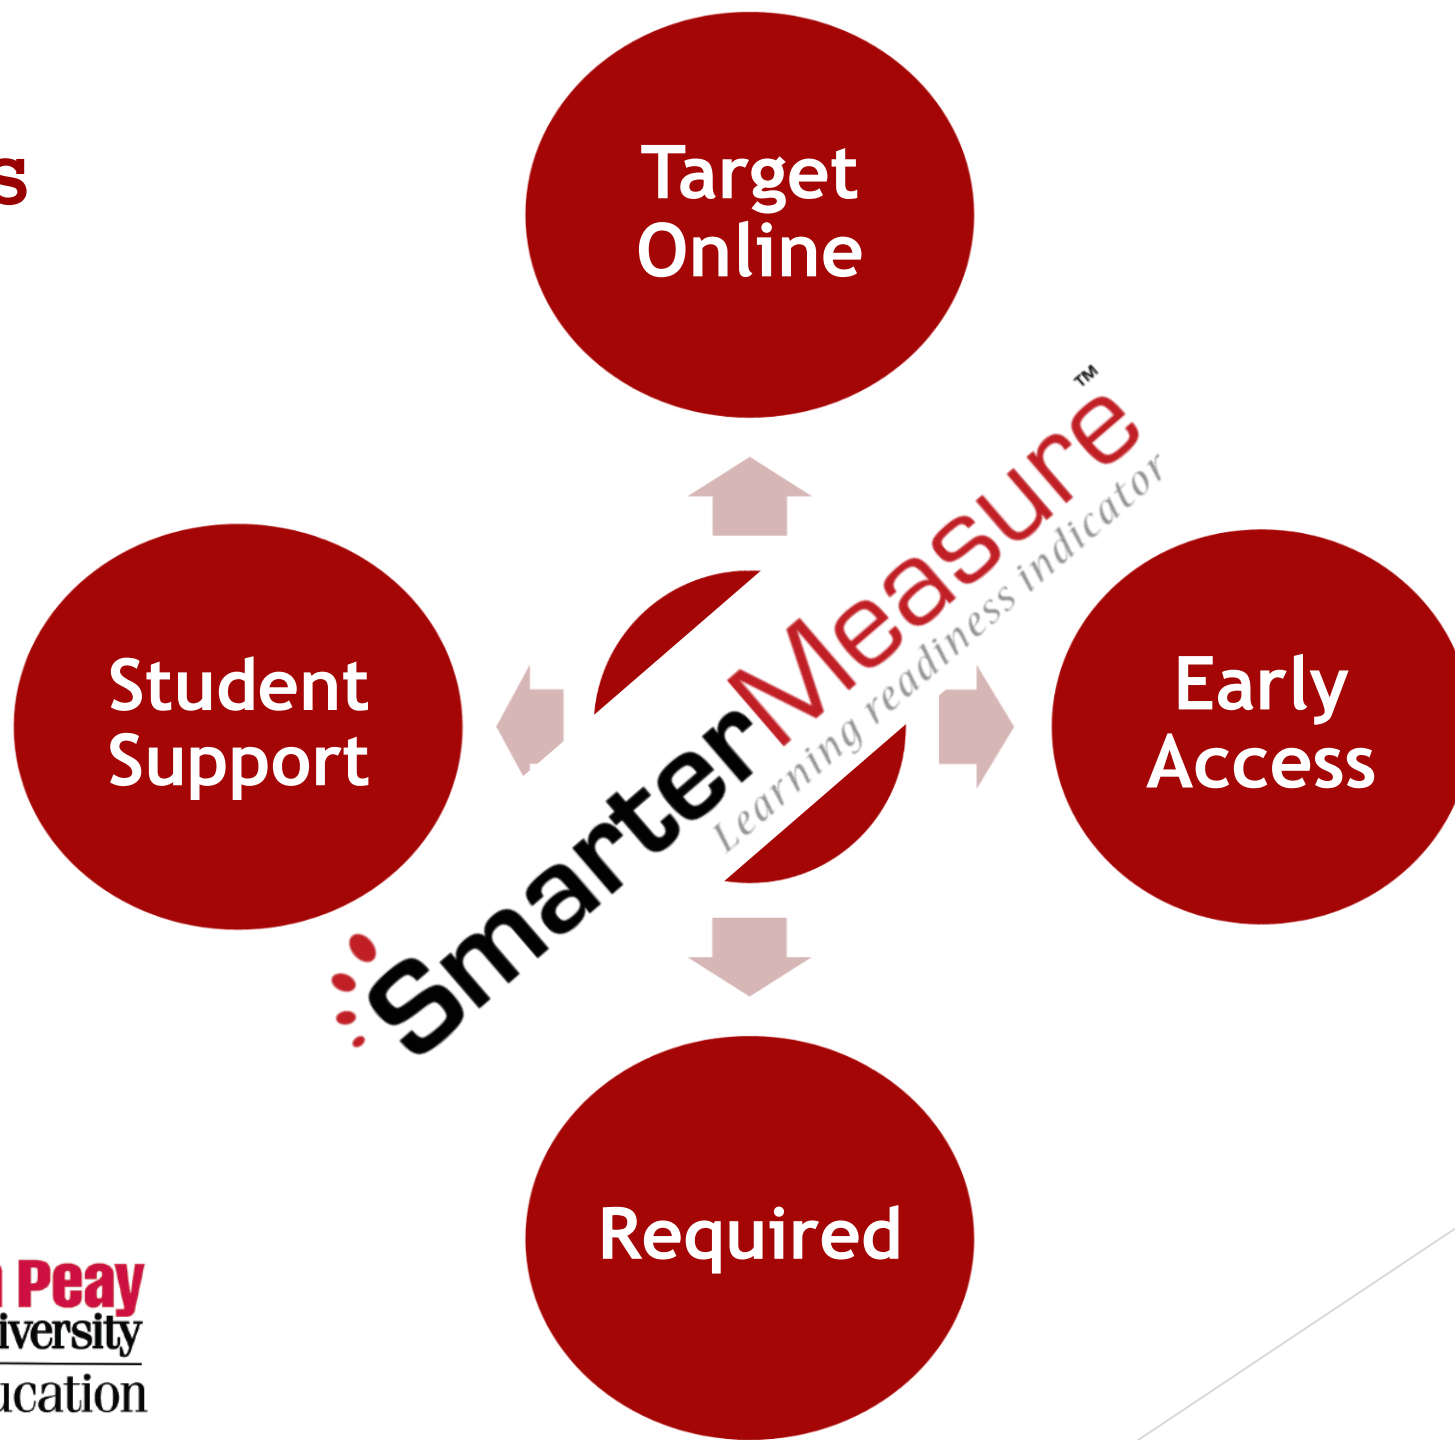 s
Target
Online
SmarterMeasure™
Learning readiness indicator
Student
Support
Early
Access
Required
Peay
iversity
ucation